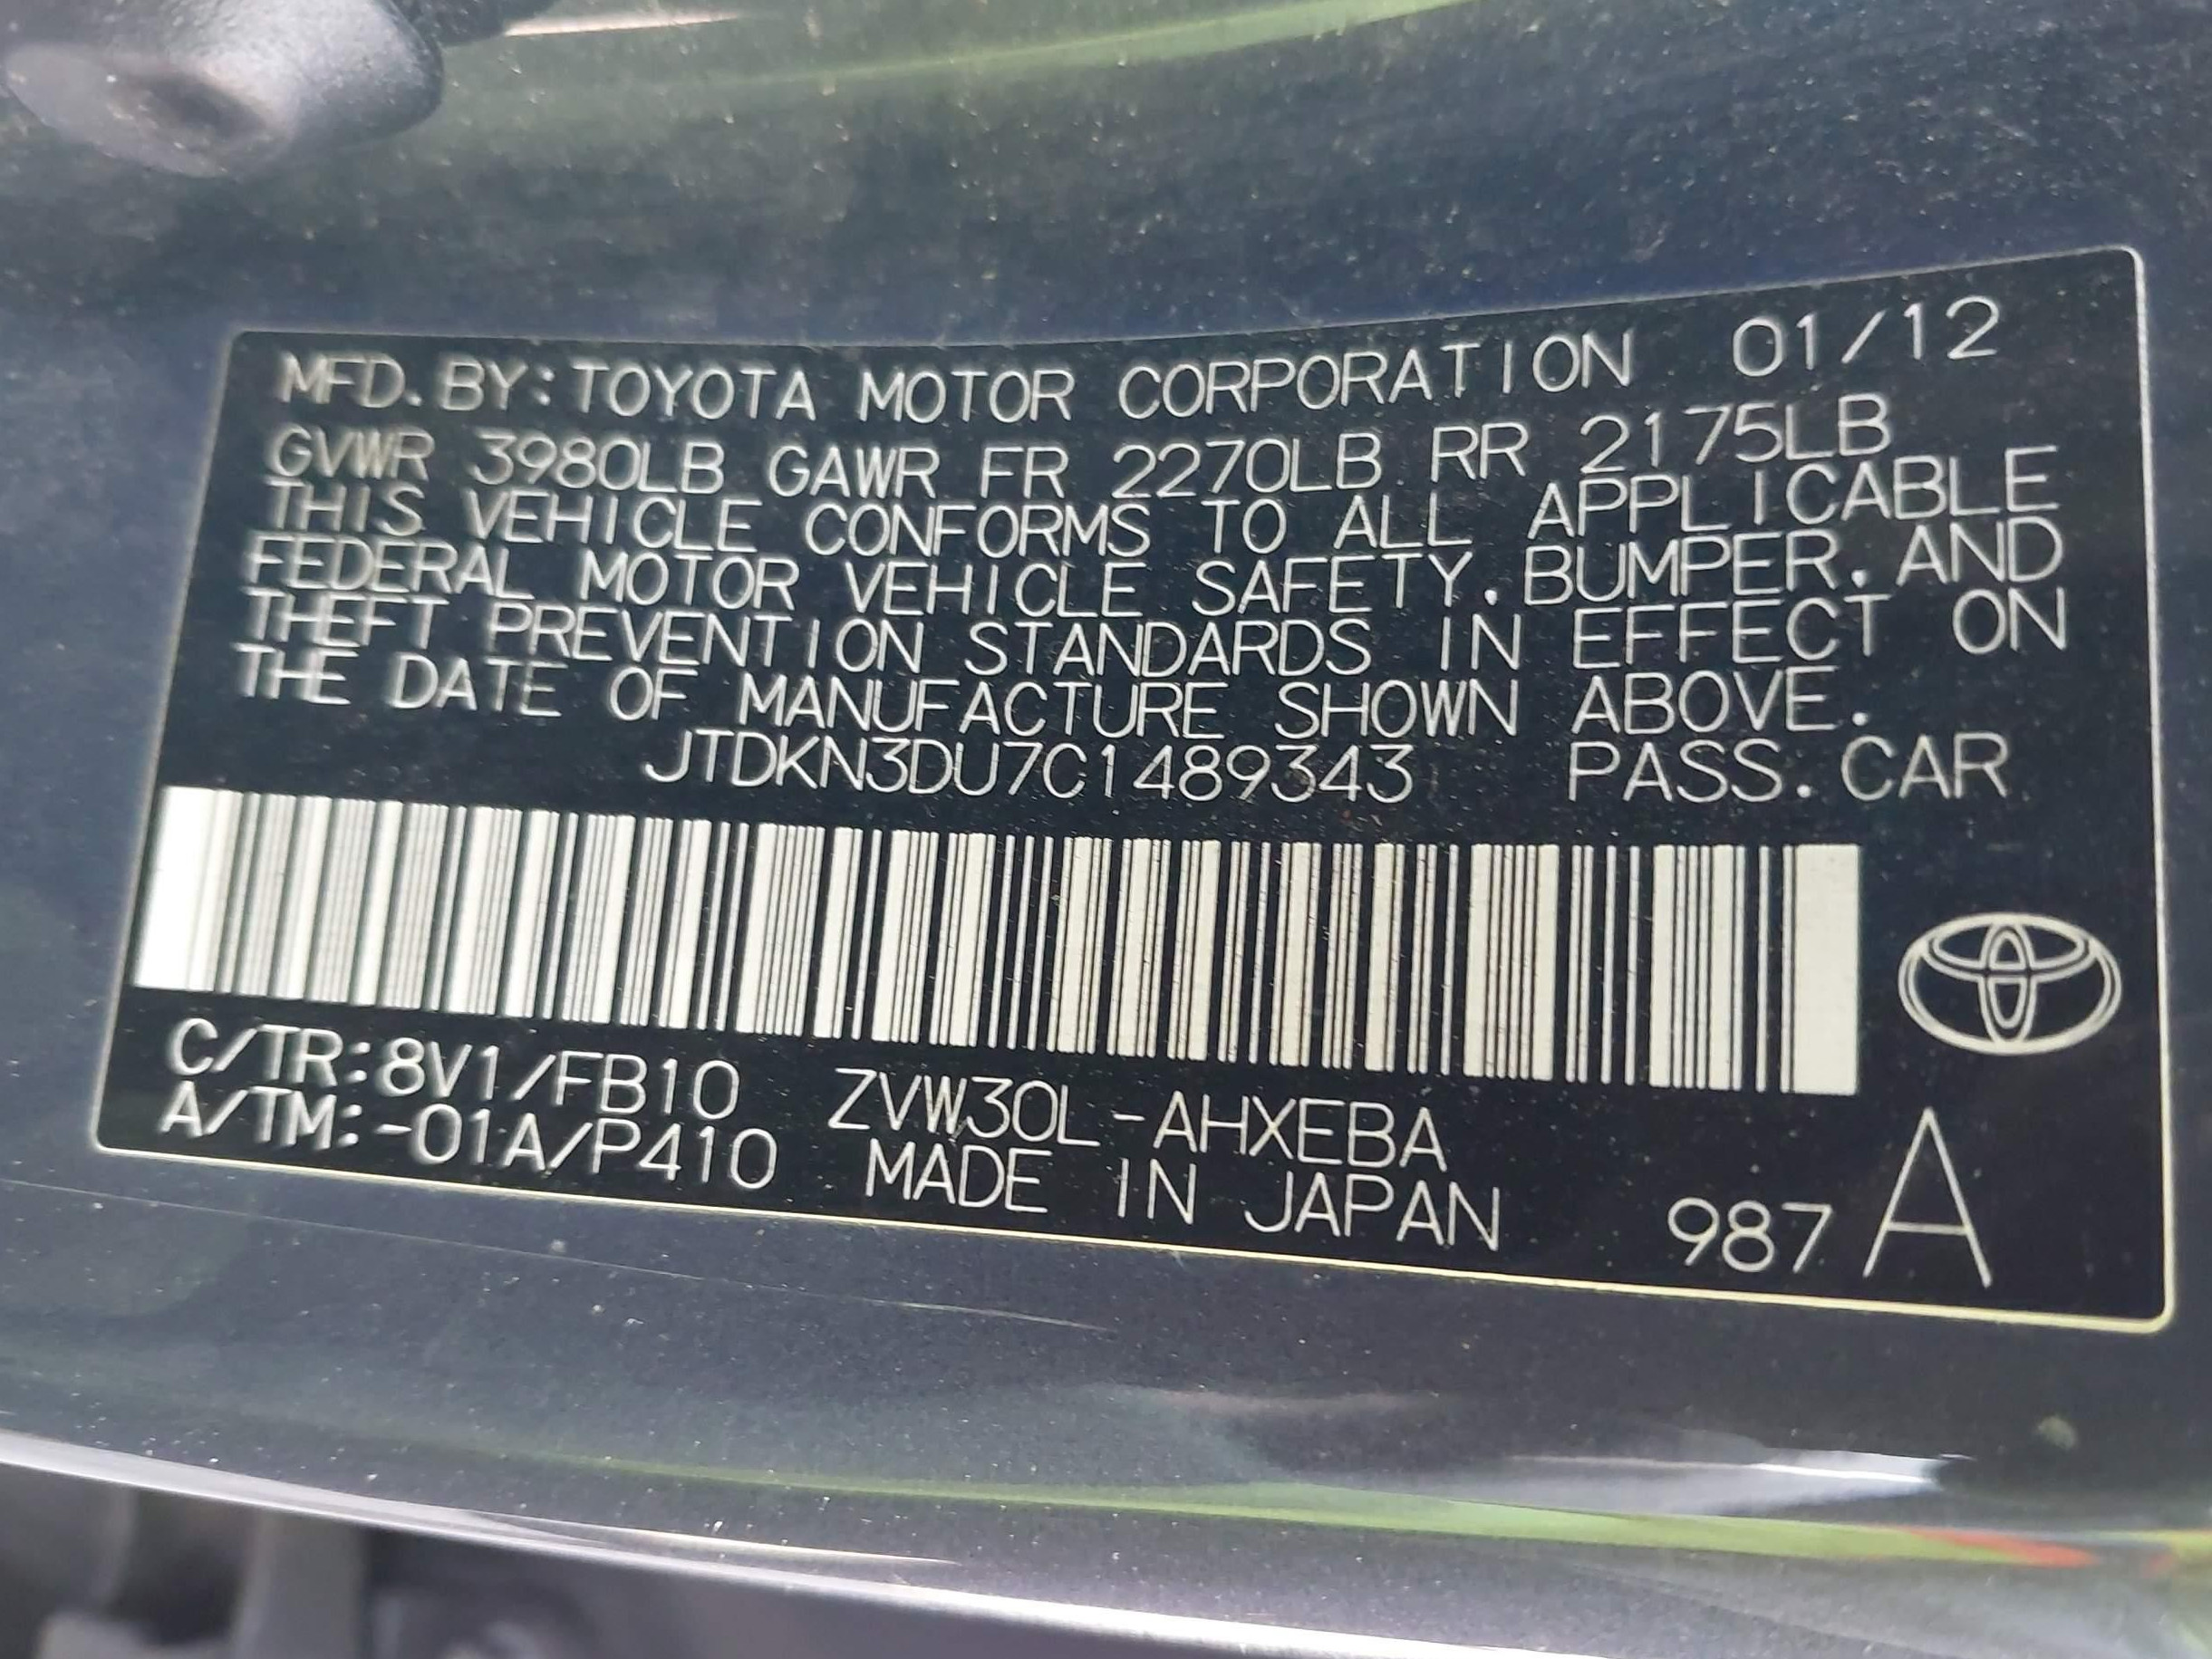 MFD. BY: TOYOTA MOTOR CORPORATION 01/12
GVWR 3980LB GAWR FR 2270LB RR 2175LB
THIS VEHICLE CONFORMS TO ALL APPLICABLE
FEDERAL MOTOR VEHICLE SAFETY. BUMPER. AND
THEFT PREVENTION STANDARDS IN EFFECT ON
THE DATE OF MANUFACTURE SHOWN ABOVE.
JTDKN3DU7C1489343 PASS. CAR
C/TR: 8V1/FB10 ZVW30L-AHXEBA
A/TM: -01A/P410 MADE IN JAPAN 987 A